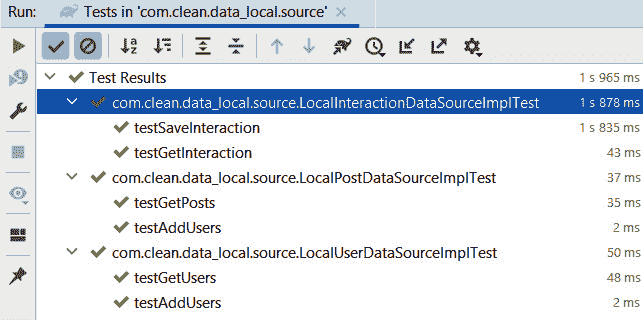 Run: Tests in 'com.clean.data_local.source' ×
Test Results 1 s 965 ms
com.clean.data_local.source.LocalInteractionDataSourceImplTest 1 s 878 ms
testSaveInteraction 1 s 835 ms
testGetInteraction 43 ms
com.clean.data_local.source.LocalPostDataSourceImplTest 37 ms
testGetPosts 35 ms
testAddUsers 2 ms
com.clean.data_local.source.LocalUserDataSourceImplTest 50 ms
testGetUsers 48 ms
testAddUsers 2 ms